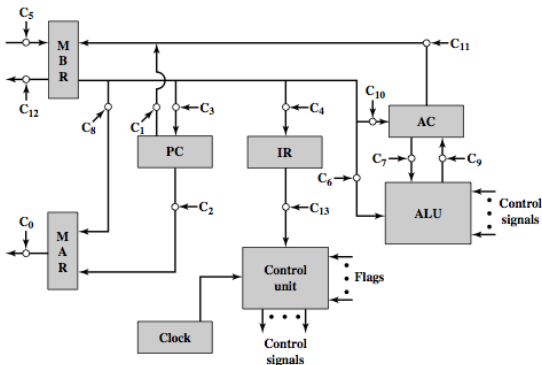 C5
M
B
R
C11
C12
C8
C1
C3
C4
C10
AC
PC
IR
C7
C9
C6
C2
C13
ALU
Control
signals
C0
M
A
R
Control
unit
Flags
Clock
Control
signals